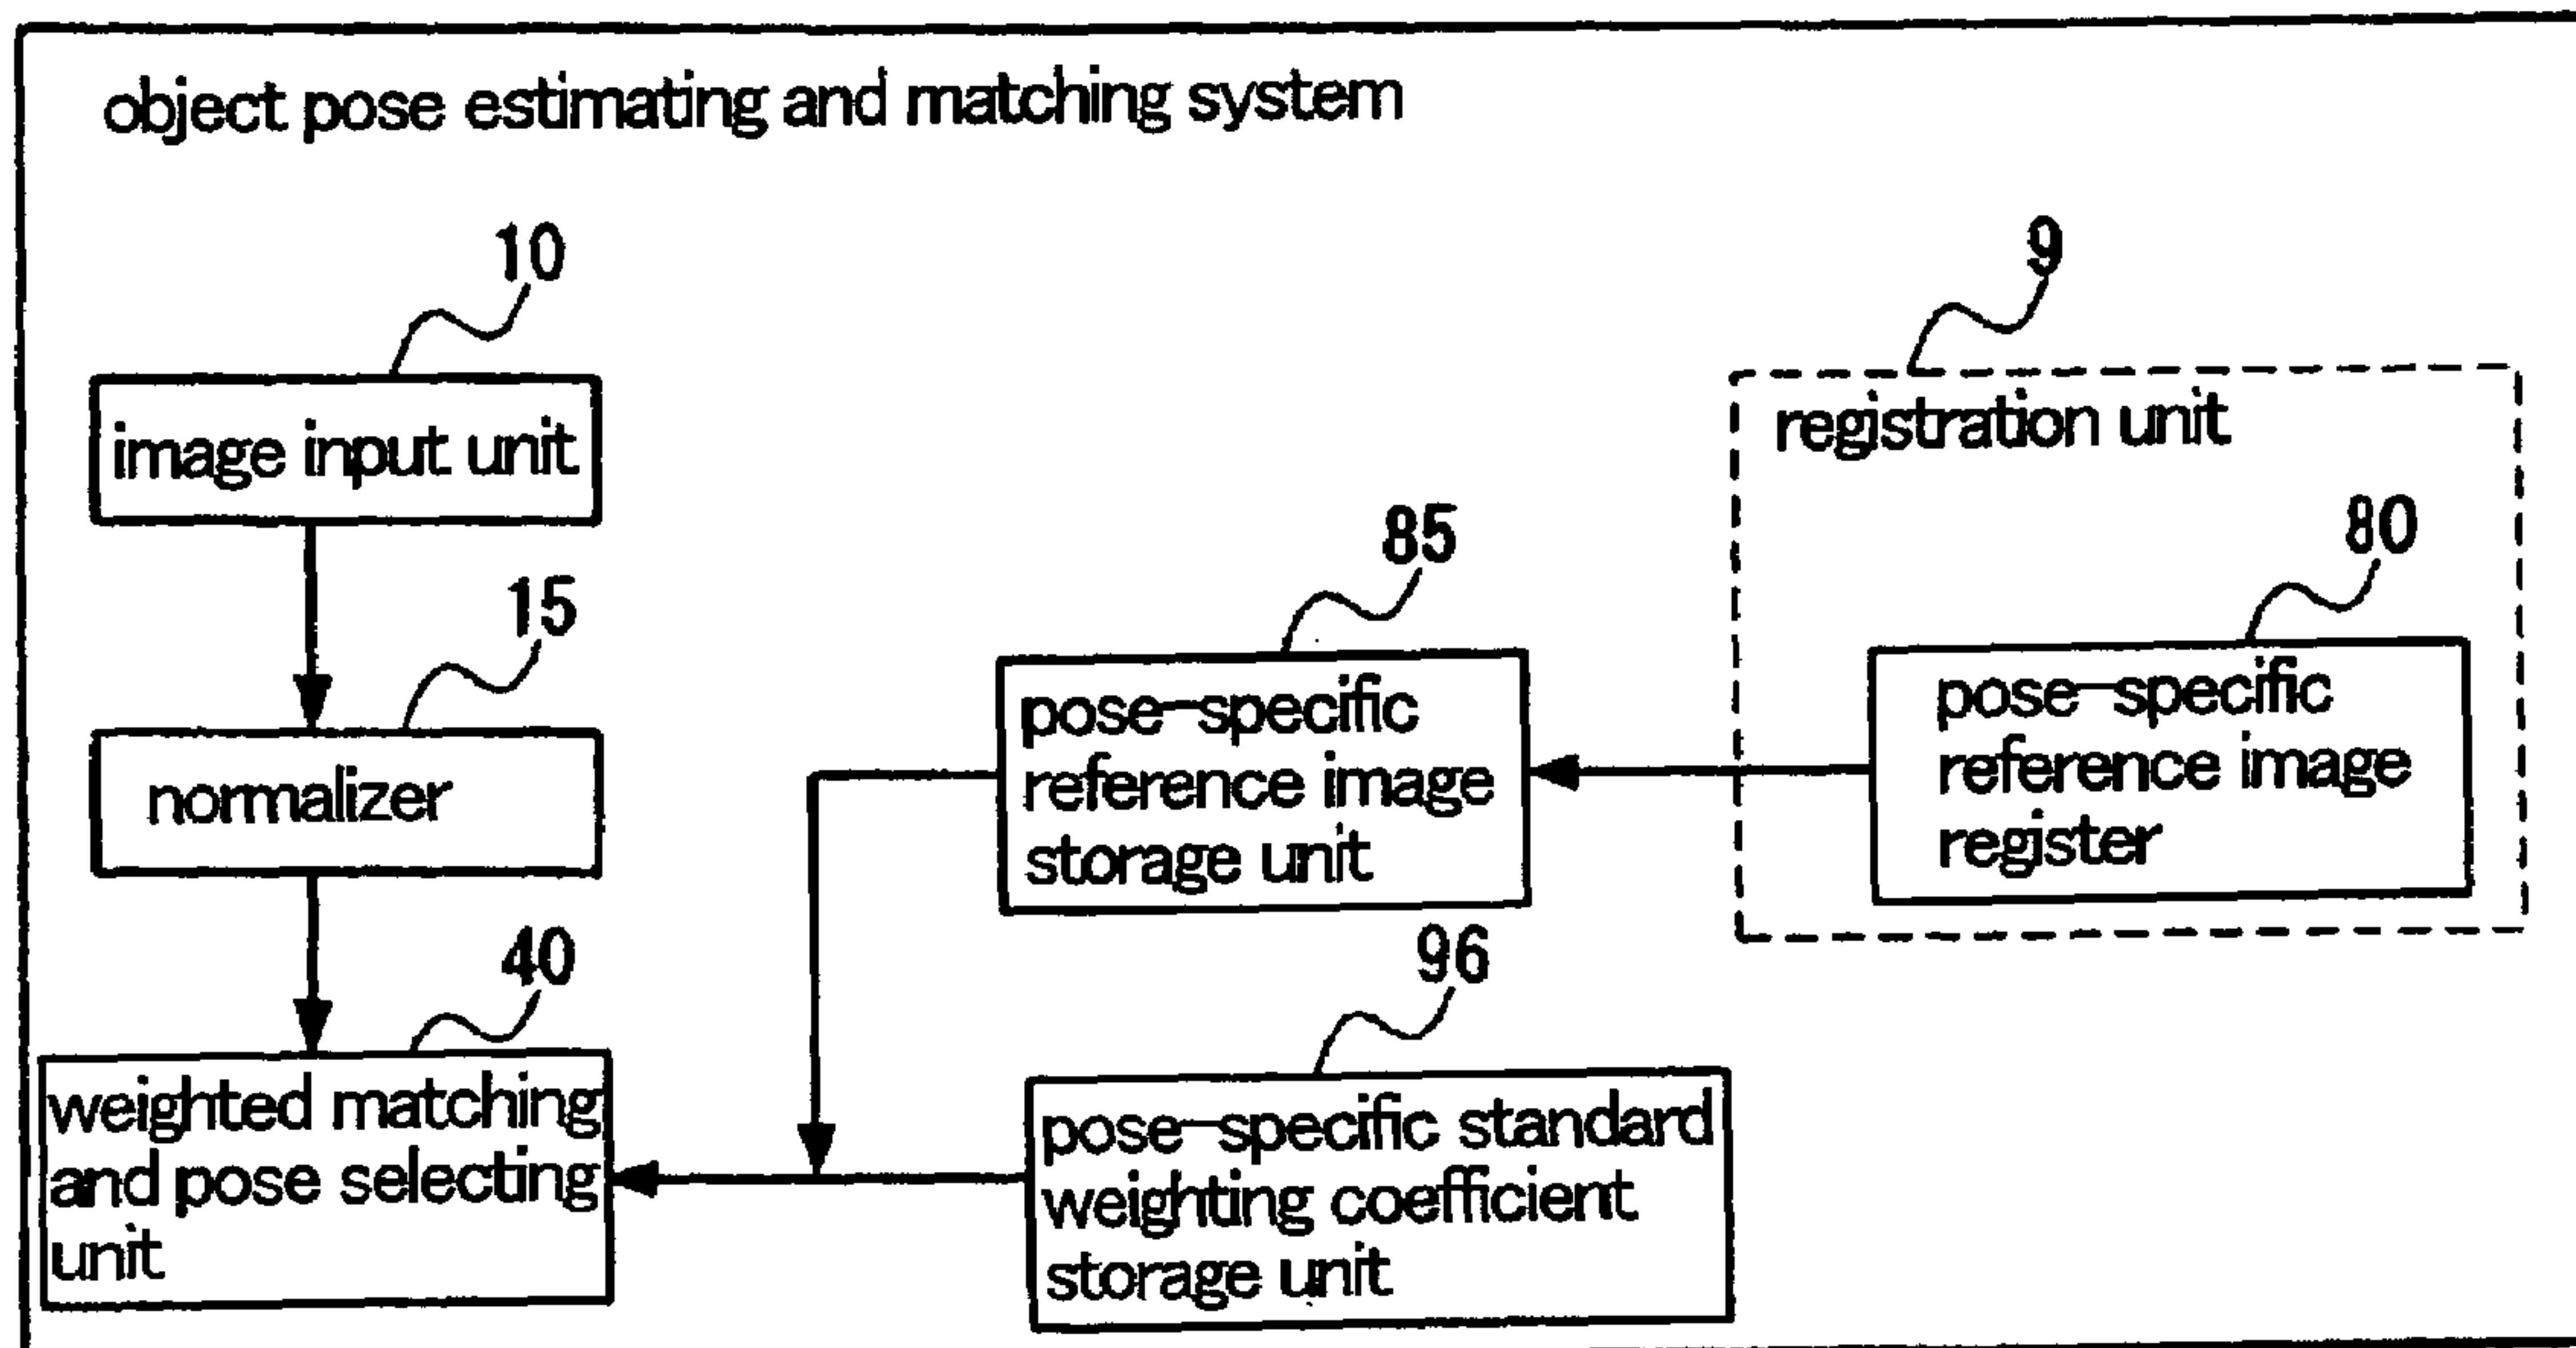 object pose estimating and matching system
10
image input unit
15
normalizer
40
weighted matching
and pose selecting
unit
85
pose-specific
reference image
storage unit
96
pose-specific standard
weighting coefficient
storage unit
9
registration unit
80
pose-specific
reference image
register